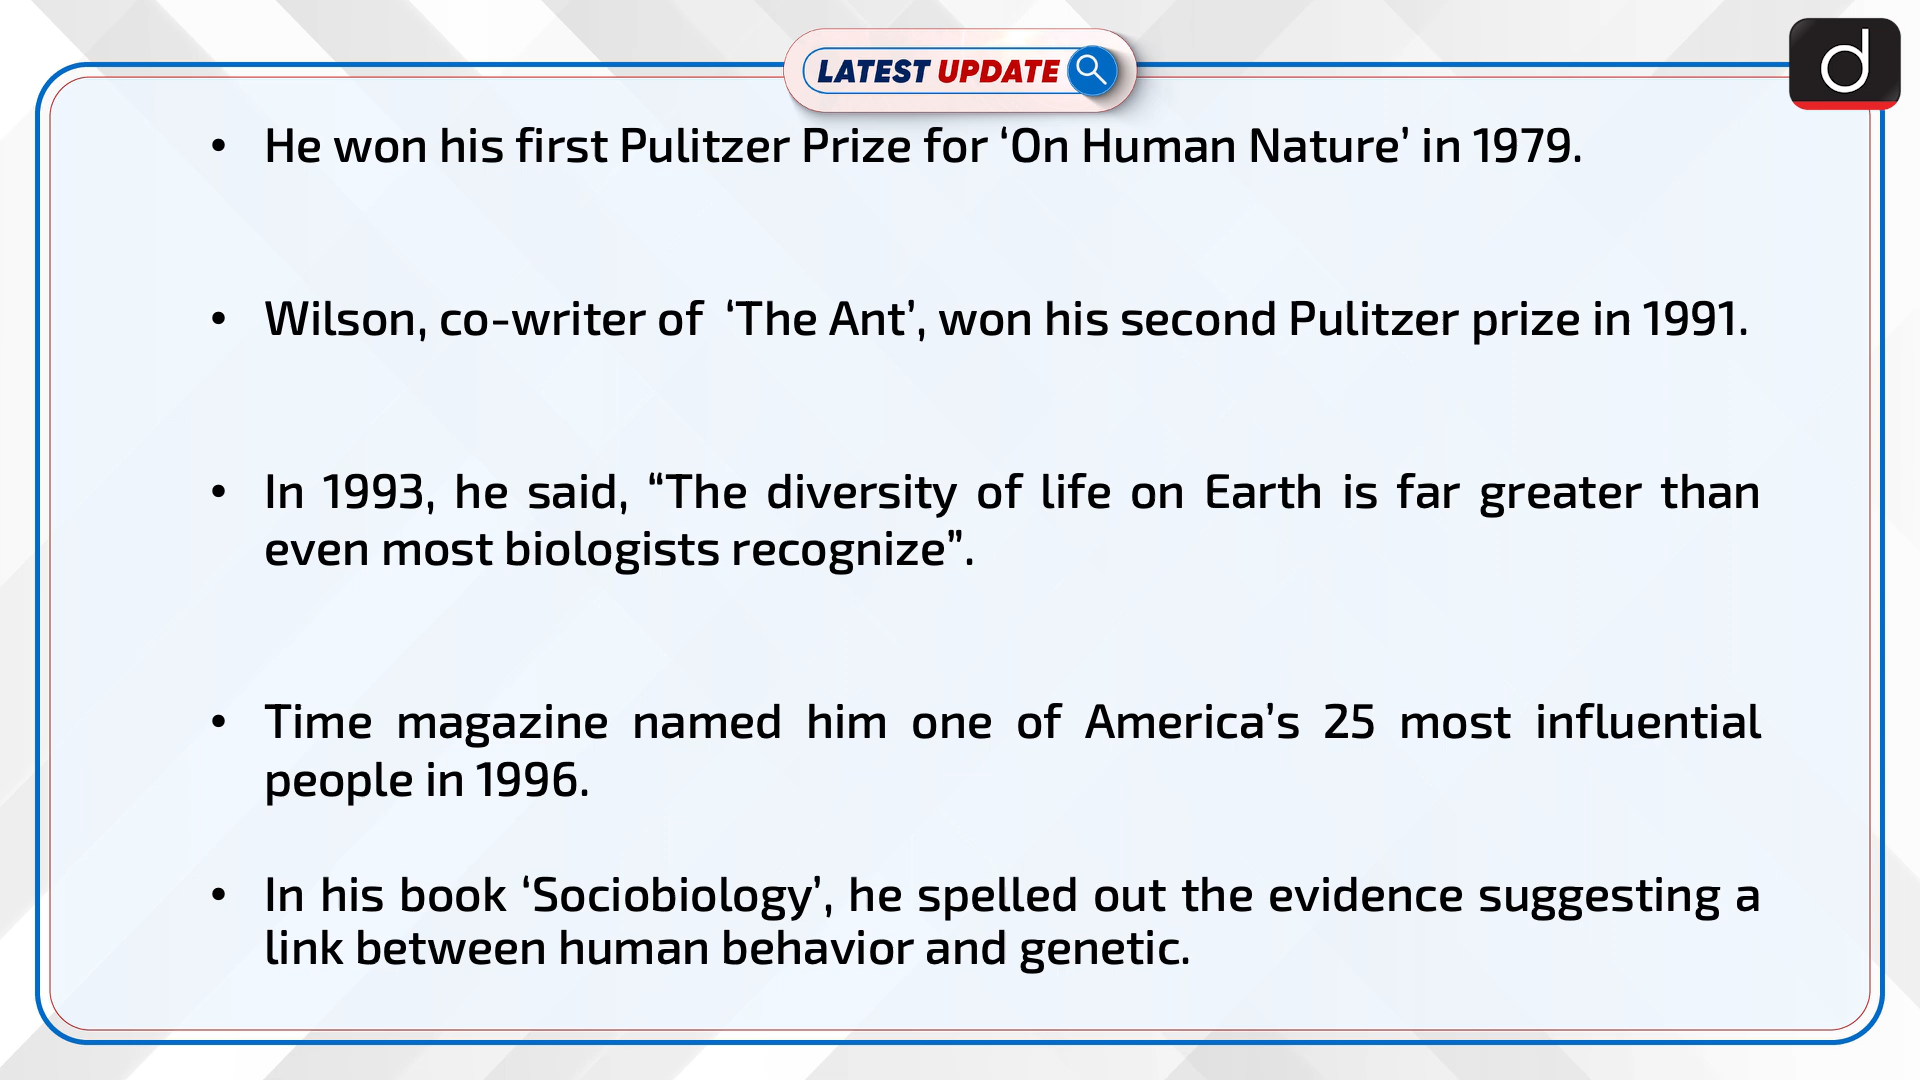 LATEST UPDATE
d
• He won his first Pulitzer Prize for ‘On Human Nature’ in 1979.
• Wilson, co-writer of ‘The Ant’, won his second Pulitzer prize in 1991.
• In 1993, he said, “The diversity of life on Earth is far greater than
even most biologists recognize”.
• Time magazine named him one of America’s 25 most influential
people in 1996.
• In his book ‘Sociobiology’, he spelled out the evidence suggesting a
link between human behavior and genetic.